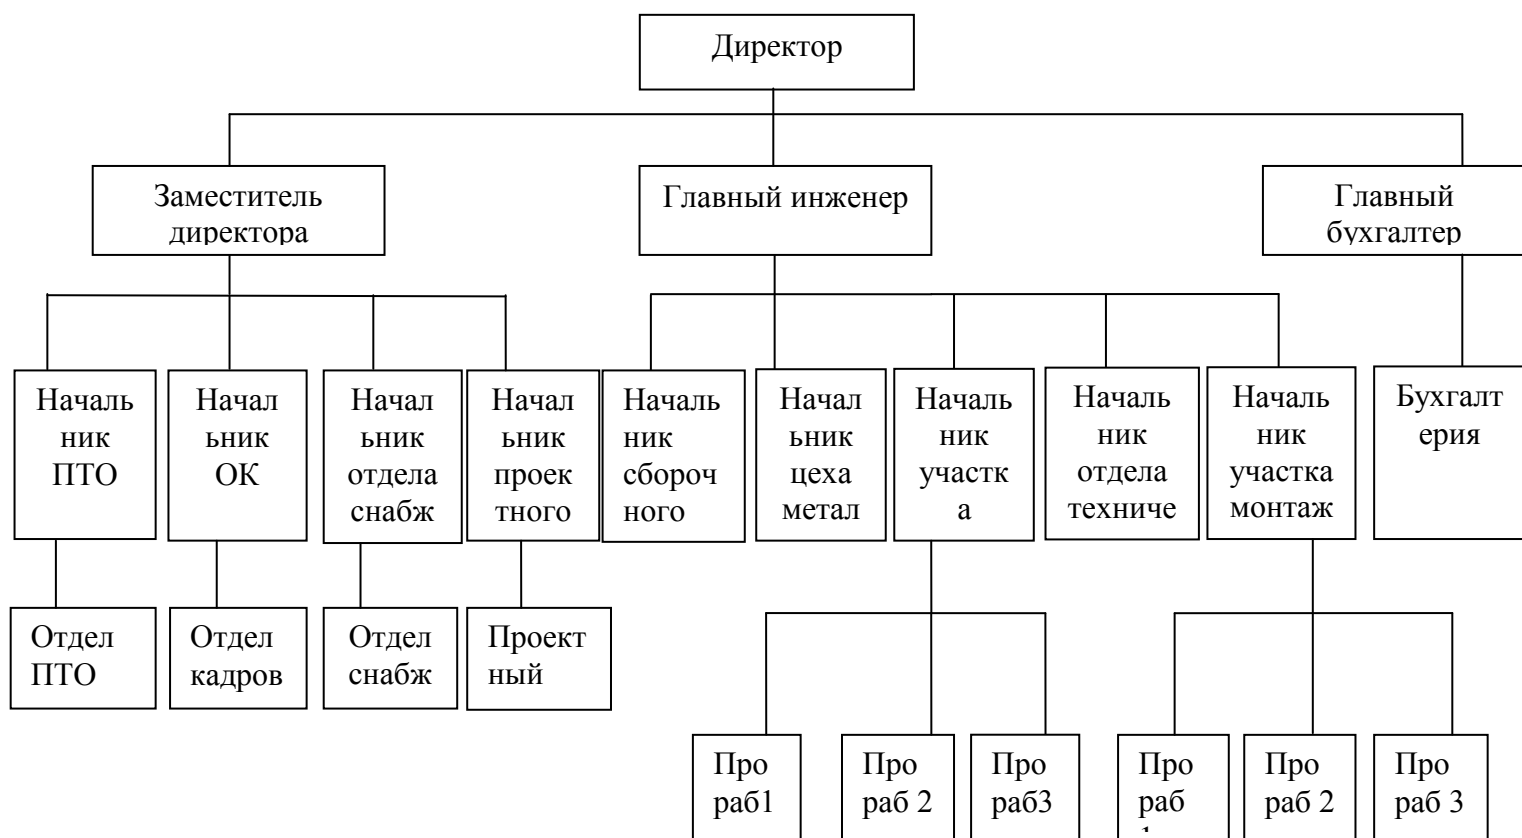 Директор
Заместитель
директора
Главный инженер
Главный
бухгалтер
Началь
ник
ПТО
Начал
ьник
ОК
Начал
ьник
отдела
снабж
Начал
ьник
проек
тного
Началь
ник
сбороч
ного
Начал
ьник
цеха
метал
Началь
ник
участк
а
Началь
ник
отдела
техниче
Началь
ник
участка
монтаж
Бухгалт
ерия
Отдел
ПТО
Отдел
кадров
Отдел
снабж
Проект
ный
Про
раб1
Про
раб 2
Про
раб3
Про
раб
Про
раб 2
Про
раб 3